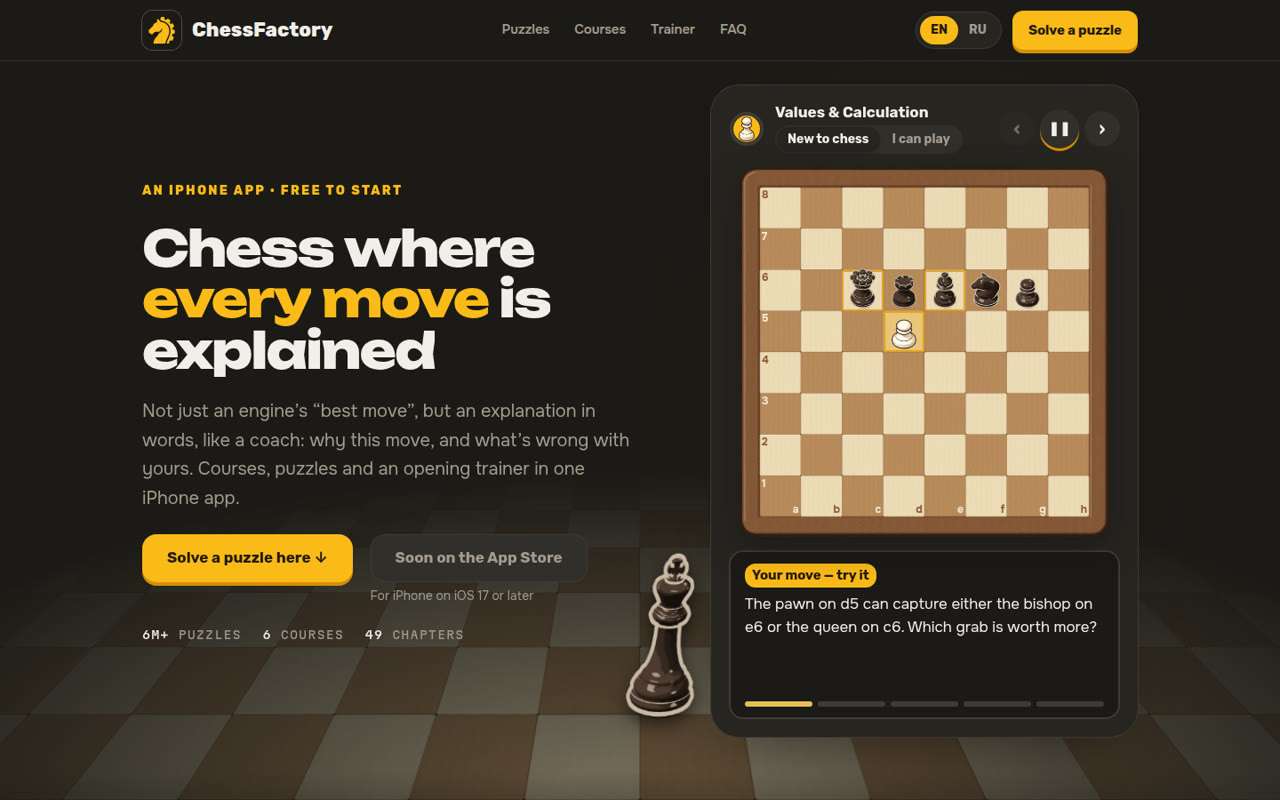 ChessFactory
Puzzles
Courses
Trainer
FAQ
EN
RU
Solve a puzzle
AN IPHONE APP · FREE TO START
Chess where
every move is
explained
Not just an engine’s “best move”, but an explanation in
words, like a coach: why this move, and what’s wrong with
yours. Courses, puzzles and an opening trainer in one
iPhone app.
Solve a puzzle here ↓
Soon on the App Store
For iPhone on iOS 17 or later
6M+ PUZZLES
6 COURSES
49 CHAPTERS
Values & Calculation
New to chess
I can play
8
7
6
5
4
3
2
1
a
b
c
d
e
f
g
h
Your move — try it
The pawn on d5 can capture either the bishop on
e6 or the queen on c6. Which grab is worth more?